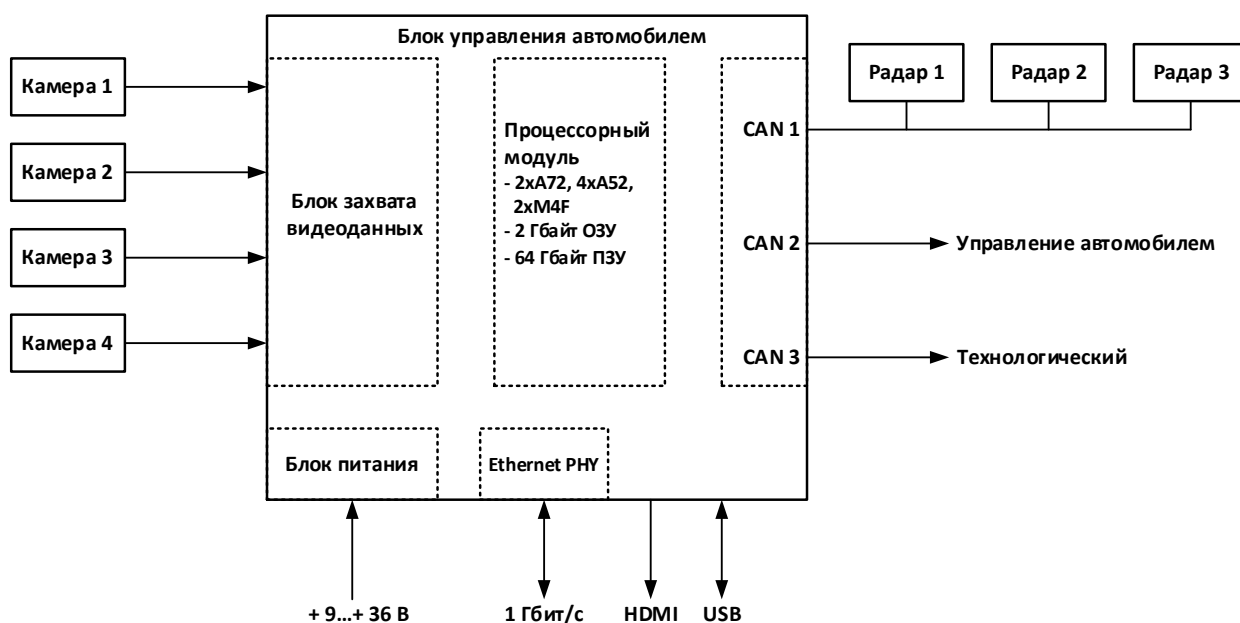 Блок управления автомобилем
Камера 1
Камера 2
Камера 3
Камера 4
Блок захвата
видеоданных
Процессорный
модуль
- 2xA72, 4xA52,
2xM4F
- 2 Гбайт ОЗУ
- 64 Гбайт ПЗУ
CAN 1
CAN 2
CAN 3
Радар 1
Радар 2
Радар 3
Управление автомобилем
Технологический
Блок питания
Ethernet PHY
+ 9...+ 36 В
1 Гбит/с
HDMI
USB